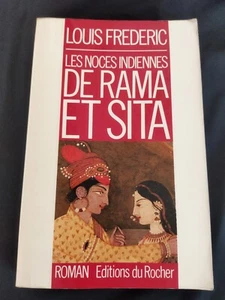 LOUIS FREDERIC
LES NOCES INDIENNES
DE RAMA
ET SITA
ROMAN Editions du Rocher